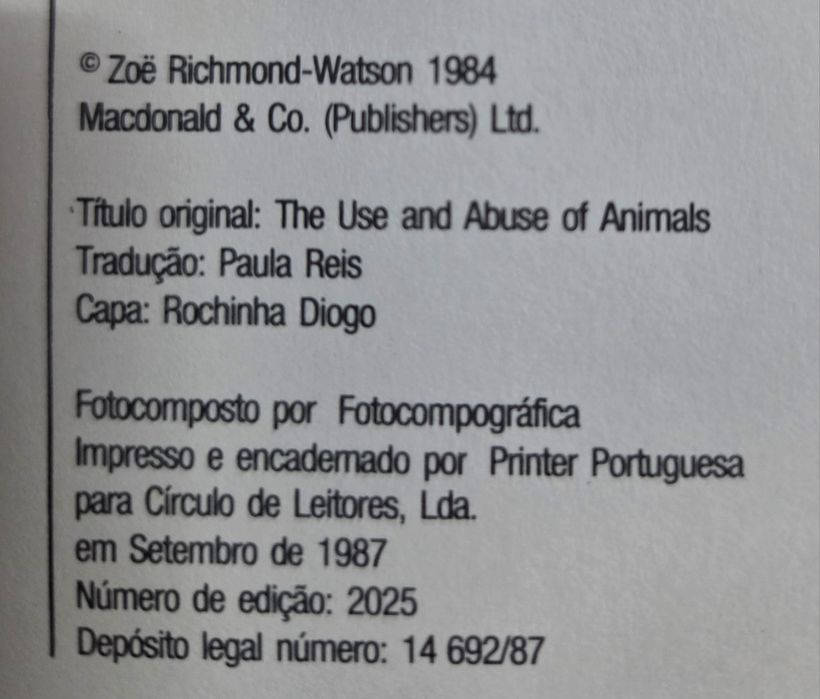 © Zoë Richmond-Watson 1984
Macdonald & Co. (Publishers) Ltd.
Título original: The Use and Abuse of Animals
Tradução: Paula Reis
Capa: Rochinha Diogo
Fotocomposto por Fotocompográfica
Impresso e encadernado por Printer Portuguesa
para Círculo de Leitores, Lda.
em Setembro de 1987
Número de edição: 2025
Depósito legal número: 14 692/87